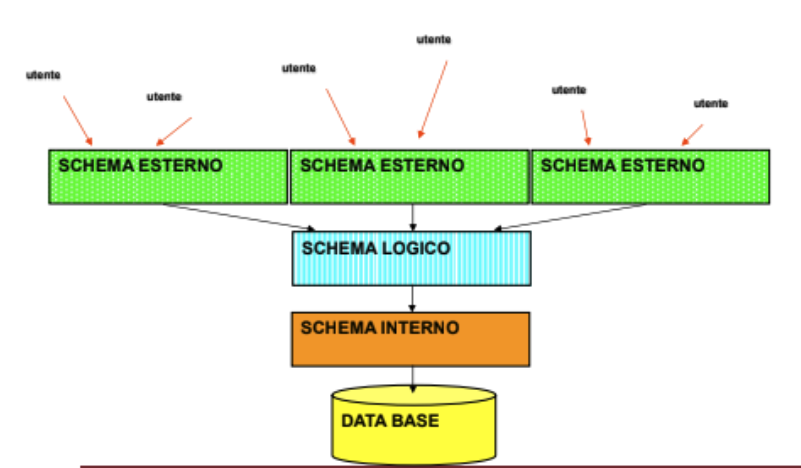 utente
utente
utente
utente
utente
utente
SCHEMA ESTERNO
SCHEMA ESTERNO
SCHEMA ESTERNO
SCHEMA LOGICO
SCHEMA INTERNO
DATA BASE